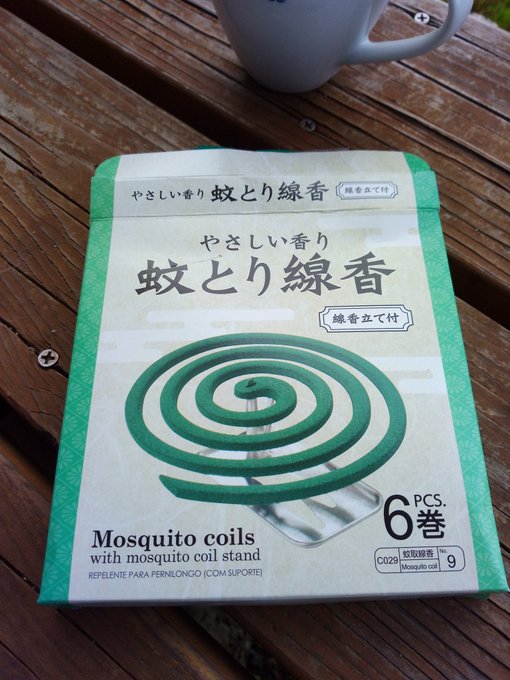 やさしい香り 蚊とり線香 線香立て付
やさしい香り
蚊とり線香
線香立て付
6 PCS. 巻
Mosquito coils
with mosquito coil stand
REPELENTE PARA PERNILONGO (COM SUPORTE)
C029 蚊取線香 Mosquito coil No. 9